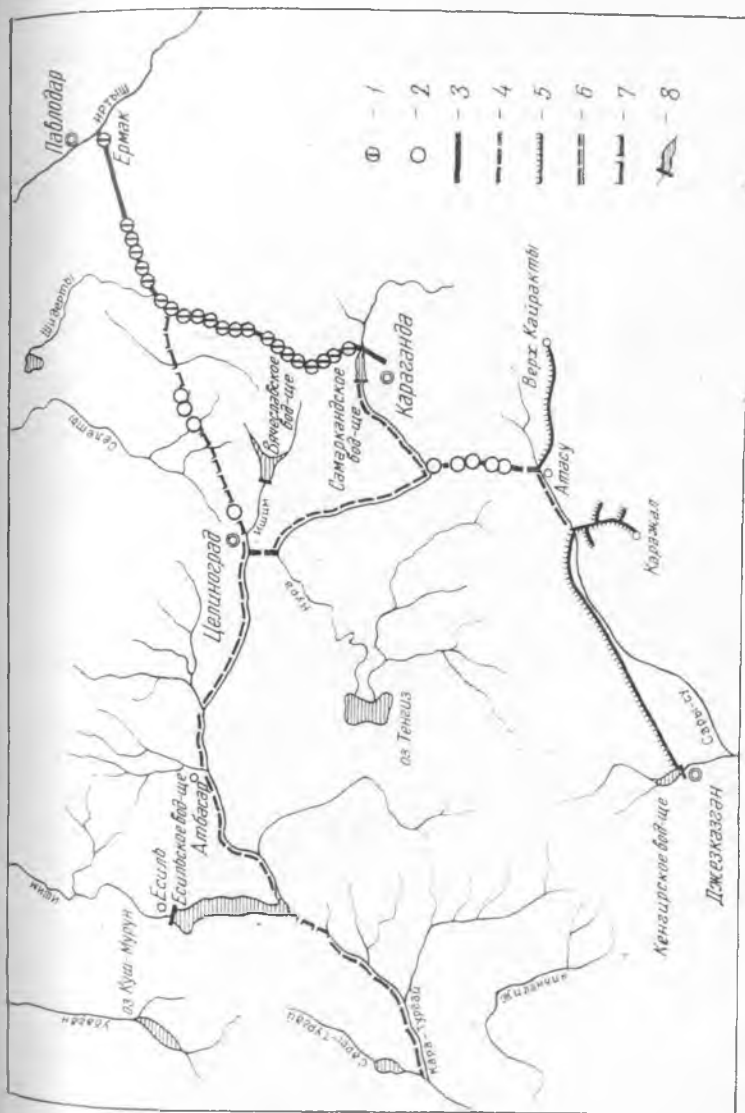 Павлодар
Иртыш
Ермак
Шидерты
Селеты
Вячеславское
вод-ще
Самаркандское
вод-ще
Караганда
Верх Кайракты
Атасу
Каражал
Целиноград
Ишим
Нура
оз Тенгиз
Сары-су
Кенгирское вод-ще
Джезказган
Атбасар
Есильское вод-ще
Есиль
Ишим
оз Куш-Мурун
Убаган
Сары-Тургай
Кара-Тургай
Жиланчик
- 1
- 2
- 3
- 4
- 5
- 6
- 7
- 8